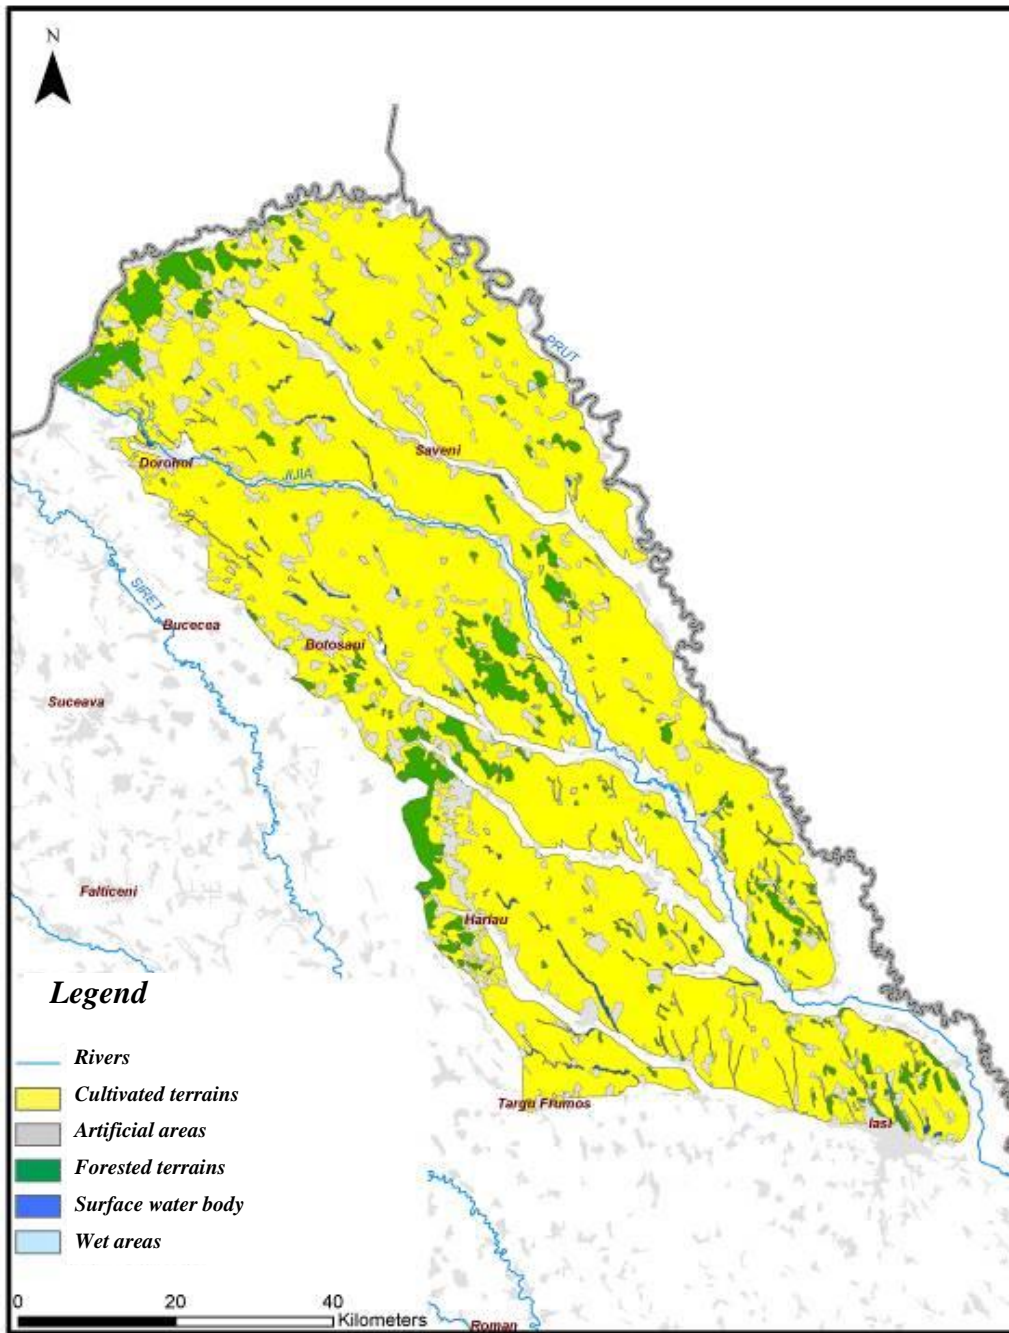 N
PRUT
Saveni
Dorohoi
JIJIA
SIRET
Bucecea
Botosani
Suceava
Falticeni
Harlau
Legend
Rivers
Cultivated terrains
Artificial areas
Forested terrains
Surface water body
Wet areas
Targu Frumos
Iasi
0 20 40
Kilometers
Roman